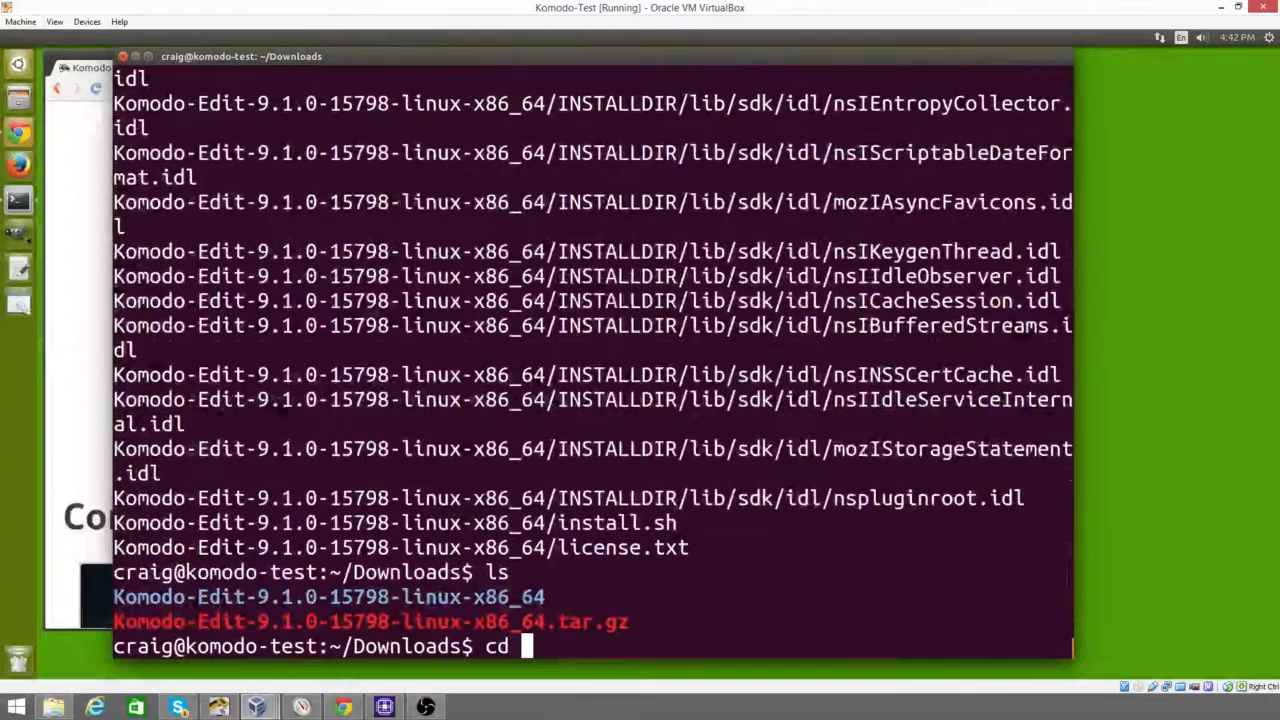 Komodo-Test [Running] - Oracle VM VirtualBox
Machine View Devices Help
En 4:42 PM
craig@komodo-test: ~/Downloads
Komodo
idl
Komodo-Edit-9.1.0-15798-linux-x86_64/INSTALLDIR/lib/sdk/idl/nsIEntropyCollector.
idl
Komodo-Edit-9.1.0-15798-linux-x86_64/INSTALLDIR/lib/sdk/idl/nsIScriptableDateFor
mat.idl
Komodo-Edit-9.1.0-15798-linux-x86_64/INSTALLDIR/lib/sdk/idl/mozIAsyncFavicons.id
l
Komodo-Edit-9.1.0-15798-linux-x86_64/INSTALLDIR/lib/sdk/idl/nsIKeygenThread.idl
Komodo-Edit-9.1.0-15798-linux-x86_64/INSTALLDIR/lib/sdk/idl/nsIIdleObserver.idl
Komodo-Edit-9.1.0-15798-linux-x86_64/INSTALLDIR/lib/sdk/idl/nsICacheSession.idl
Komodo-Edit-9.1.0-15798-linux-x86_64/INSTALLDIR/lib/sdk/idl/nsIBufferedStreams.i
dl
Komodo-Edit-9.1.0-15798-linux-x86_64/INSTALLDIR/lib/sdk/idl/nsINSSCertCache.idl
Komodo-Edit-9.1.0-15798-linux-x86_64/INSTALLDIR/lib/sdk/idl/nsIIdleServiceIntern
al.idl
Komodo-Edit-9.1.0-15798-linux-x86_64/INSTALLDIR/lib/sdk/idl/mozIStorageStatement
.idl
Komodo-Edit-9.1.0-15798-linux-x86_64/INSTALLDIR/lib/sdk/idl/nspluginroot.idl
Co
Komodo-Edit-9.1.0-15798-linux-x86_64/install.sh
Komodo-Edit-9.1.0-15798-linux-x86_64/license.txt
craig@komodo-test:~/Downloads$ ls
Komodo-Edit-9.1.0-15798-linux-x86_64
Komodo-Edit-9.1.0-15798-linux-x86_64.tar.gz
craig@komodo-test:~/Downloads$ cd
Right Ctrl